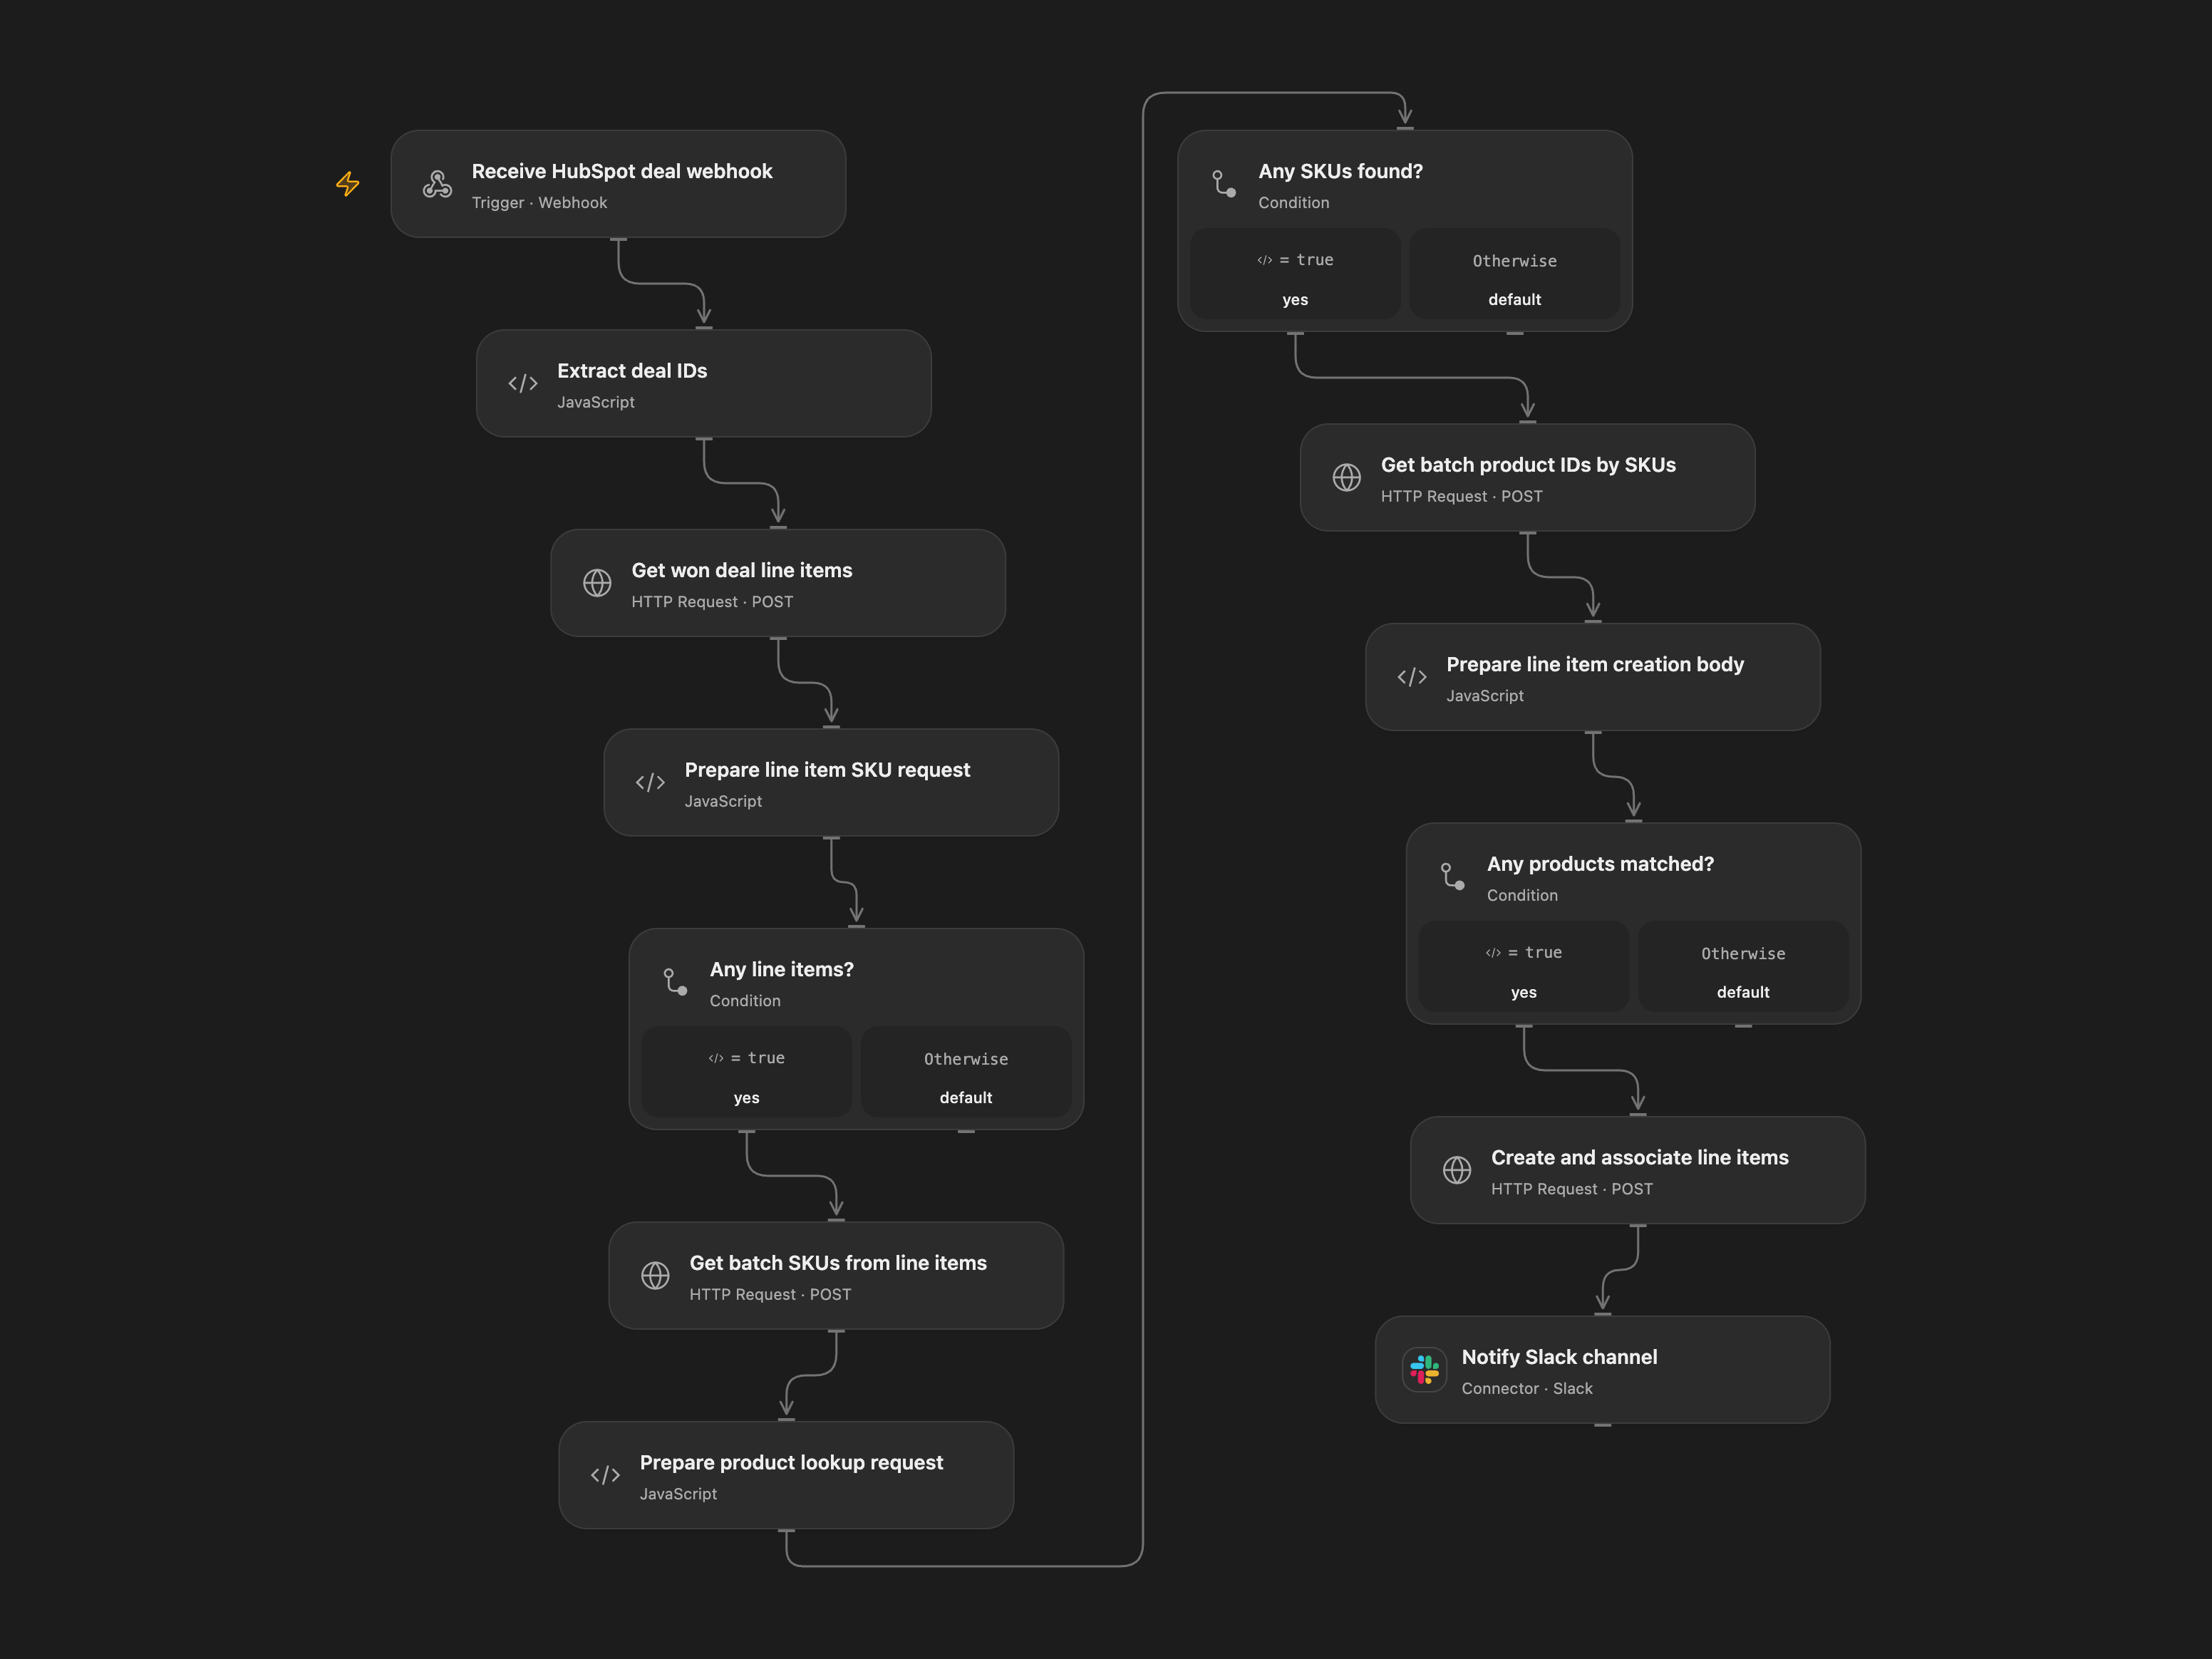 Receive HubSpot deal webhook
Trigger · Webhook
Extract deal IDs
JavaScript
Get won deal line items
HTTP Request · POST
Prepare line item SKU request
JavaScript
Any line items?
Condition
</> = true
Otherwise
yes
default
Get batch SKUs from line items
HTTP Request · POST
Prepare product lookup request
JavaScript
Any SKUs found?
Condition
</> = true
Otherwise
yes
default
Get batch product IDs by SKUs
HTTP Request · POST
Prepare line item creation body
JavaScript
Any products matched?
Condition
</> = true
Otherwise
yes
default
Create and associate line items
HTTP Request · POST
Notify Slack channel
Connector · Slack